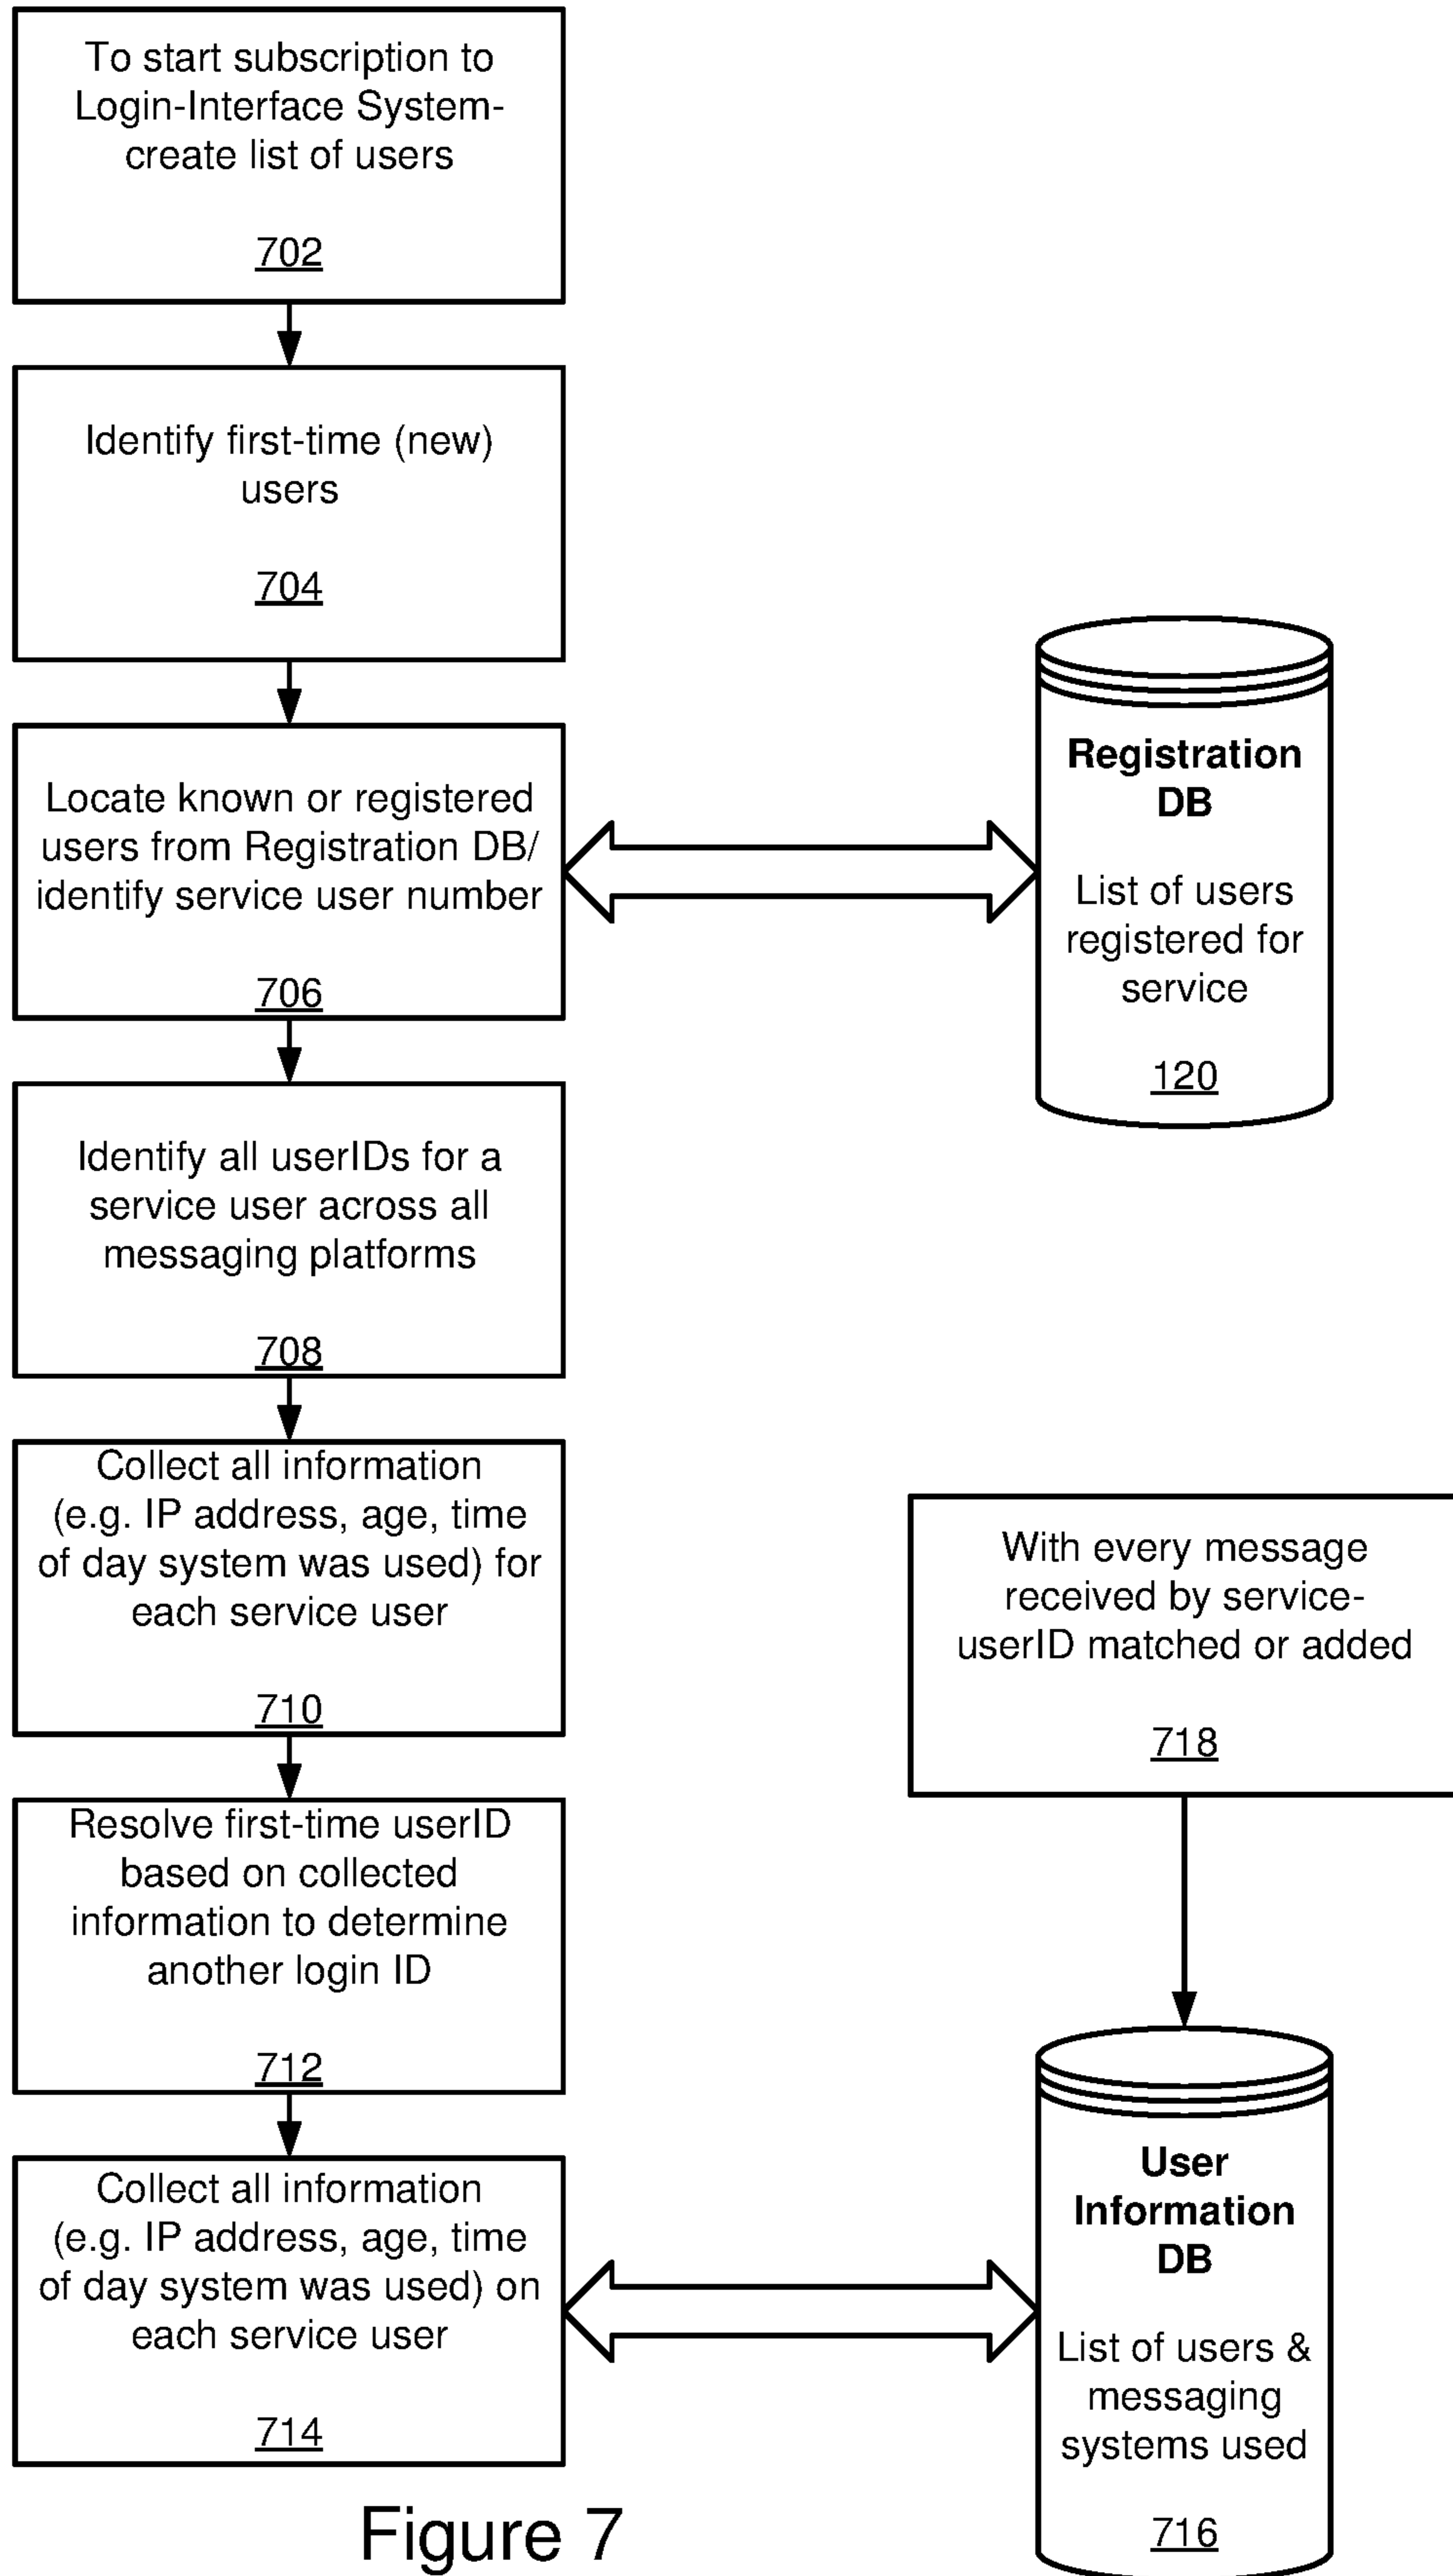 To start subscription to
Login-Interface System-
create list of users
702
Identify first-time (new)
users
704
Locate known or registered
users from Registration DB/
identify service user number
706
Registration
DB
List of users
registered for
service
120
Identify all userIDs for a
service user across all
messaging platforms
708
Collect all information
(e.g. IP address, age, time
of day system was used) for
each service user
710
With every message
received by service-
userID matched or added
718
Resolve first-time userID
based on collected
information to determine
another login ID
712
Collect all information
(e.g. IP address, age, time
of day system was used) on
each service user
714
User
Information
DB
List of users &
messaging
systems used
716
Figure 7